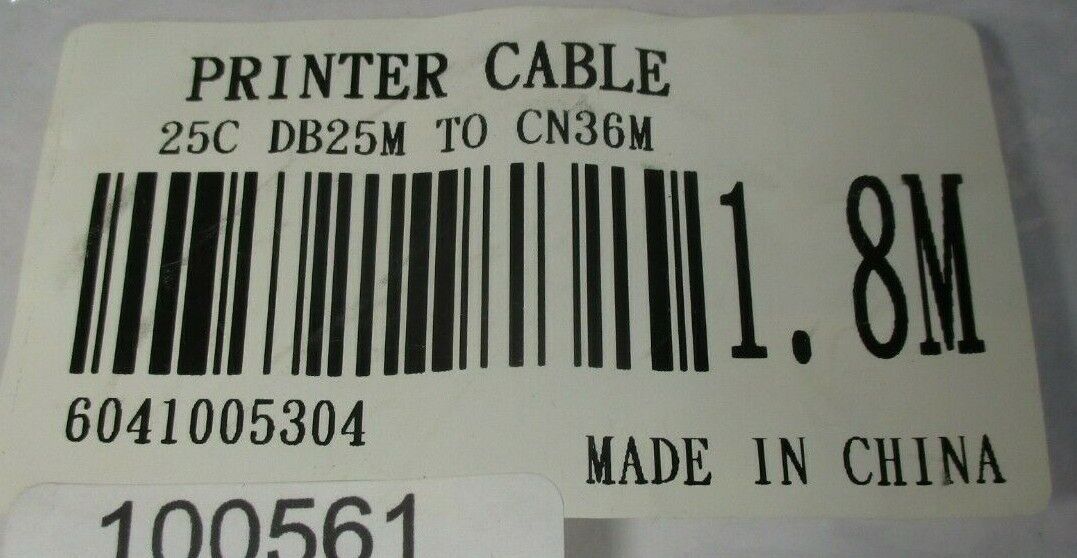 PRINTER CABLE
25C DB25M TO CN36M
1.8M
6041005304
MADE IN CHINA
100561